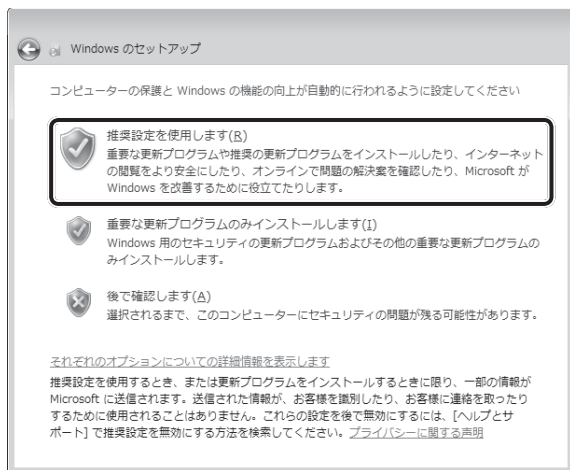 Windows のセットアップ
コンピューターの保護と Windows の機能の向上が自動的に行われるように設定してください
推奨設定を使用します(R)
重要な更新プログラムや推奨の更新プログラムをインストールしたり、インターネット
の閲覧をより安全にしたり、オンラインで問題の解決案を確認したり、Microsoft が
Windows を改善するために役立てたりします。
重要な更新プログラムのみインストールします(I)
Windows 用のセキュリティの更新プログラムおよびその他の重要な更新プログラムの
みインストールします。
後で確認します(A)
選択されるまで、このコンピューターにセキュリティの問題が残る可能性があります。
それぞれのオプションについての詳細情報を表示します
推奨設定を使用するとき、または更新プログラムをインストールするときに限り、一部の情報が
Microsoft に送信されます。送信された情報が、お客様を識別したり、お客様に連絡を取ったり
するために使用されることはありません。これらの設定を後で無効にするには、[ヘルプとサ
ポート] で推奨設定を無効にする方法を検索してください。プライバシーに関する声明